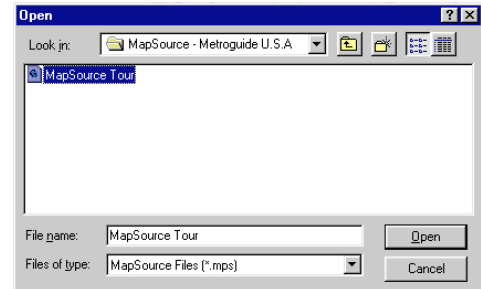 Open
Look in: MapSource - Metroguide U.S.A
MapSource Tour
File name: MapSource Tour Open
Files of type: MapSource Files (*.mps) Cancel